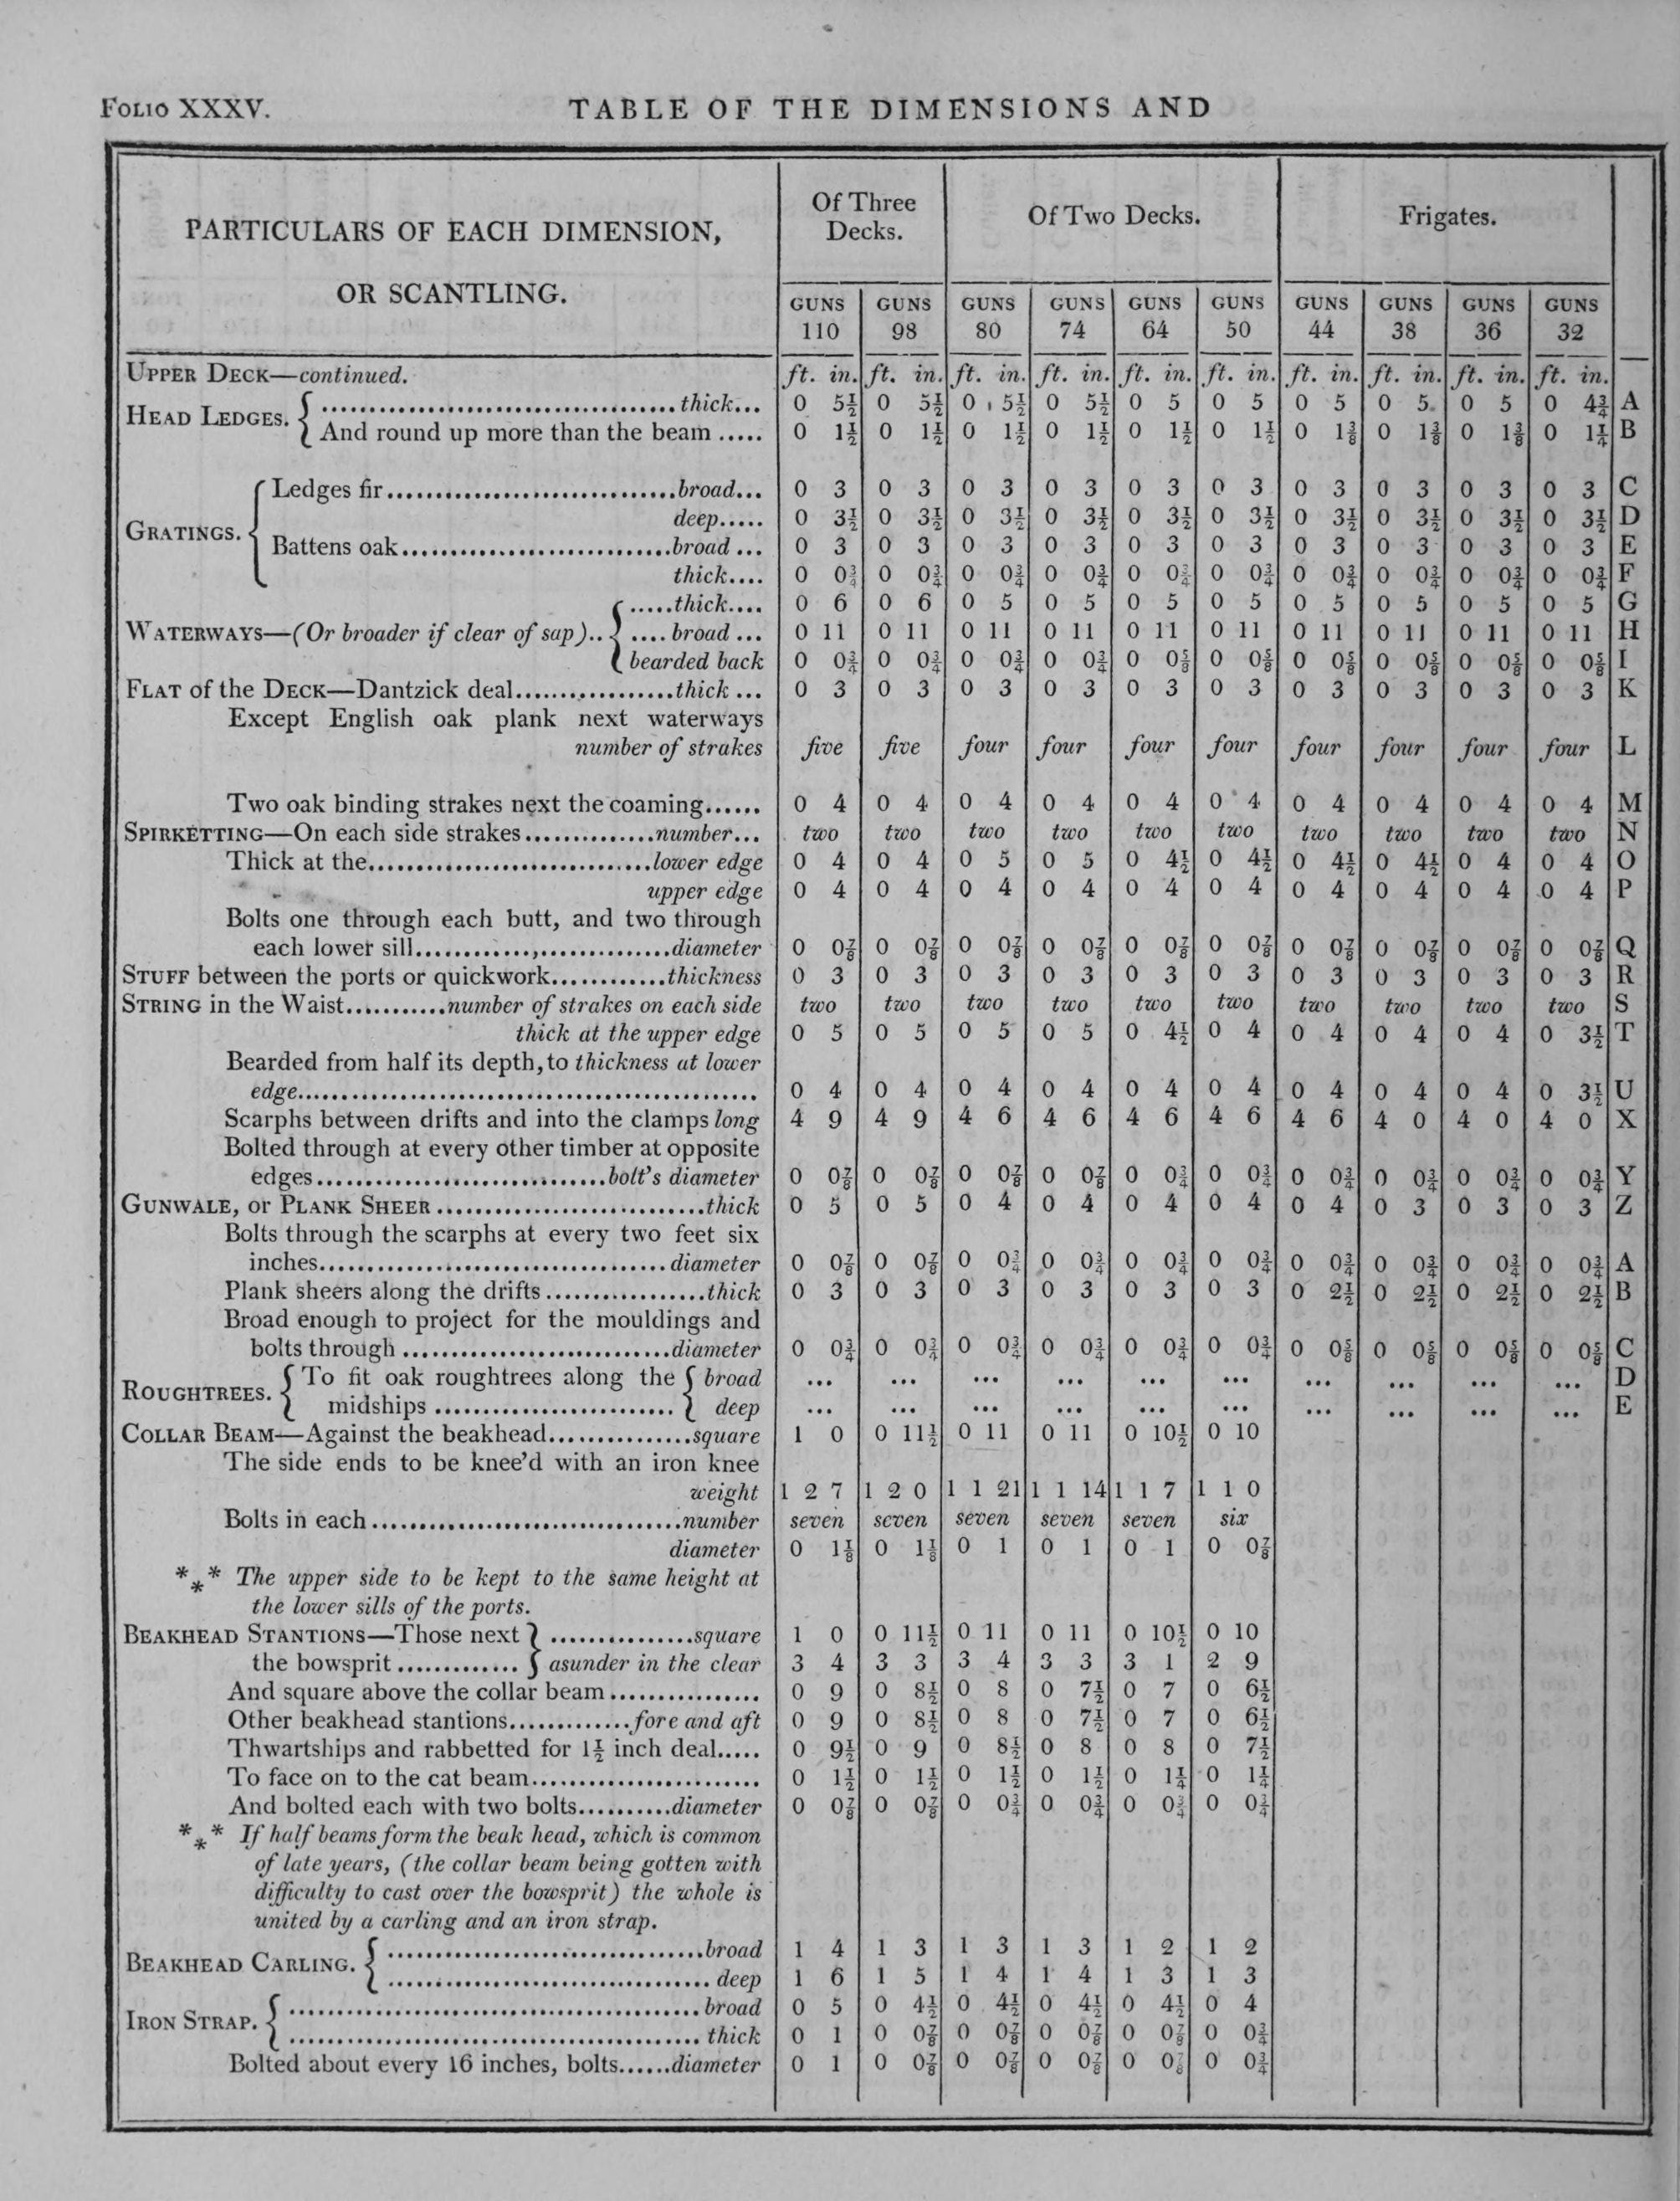 FOLIO XXXV. TABLE OF THE DIMENSIONS AND
PARTICULARS OF EACH DIMENSION, OR SCANTLING. Of Three Decks. Of Two Decks. Frigates.
GUNS 110 GUNS 98 GUNS 80 GUNS 74 GUNS 64 GUNS 50 GUNS 44 GUNS 38 GUNS 36 GUNS 32
UPPER DECK—continued. ft. in. ft. in. ft. in. ft. in. ft. in. ft. in. ft. in. ft. in. ft. in. ft. in.
HEAD LEDGES. { thick... 0 5½ 0 5½ 0 5½ 0 5½ 0 5 0 5 0 5 0 5 0 5 0 4¾ A
And round up more than the beam ..... 0 1½ 0 1½ 0 1½ 0 1½ 0 1½ 0 1½ 0 1⅜ 0 1⅜ 0 1⅜ 0 1¼ B
GRATINGS. { Ledges fir ... broad... 0 3 0 3 0 3 0 3 0 3 0 3 0 3 0 3 0 3 0 3 C
deep..... 0 3½ 0 3½ 0 3½ 0 3½ 0 3½ 0 3½ 0 3½ 0 3½ 0 3½ 0 3½ D
Battens oak ... broad ... 0 3 0 3 0 3 0 3 0 3 0 3 0 3 0 3 0 3 0 3 E
thick.... 0 0¾ 0 0¾ 0 0¾ 0 0¾ 0 0¾ 0 0¾ 0 0¾ 0 0¾ 0 0¾ 0 0¾ F
WATERWAYS—(Or broader if clear of sap).. { .....thick.... 0 6 0 6 0 5 0 5 0 5 0 5 0 5 0 5 0 5 0 5 G
.... broad ... 0 11 0 11 0 11 0 11 0 11 0 11 0 11 0 11 0 11 0 11 H
bearded back 0 0¾ 0 0¾ 0 0¾ 0 0¾ 0 0⅝ 0 0⅝ 0 0⅝ 0 0⅝ 0 0⅝ 0 0⅝ I
FLAT of the DECK—Dantzick deal ... thick ... 0 3 0 3 0 3 0 3 0 3 0 3 0 3 0 3 0 3 0 3 K
Except English oak plank next waterways
number of strakes five five four four four four four four four four L
Two oak binding strakes next the coaming...... 0 4 0 4 0 4 0 4 0 4 0 4 0 4 0 4 0 4 0 4 M
SPIRKETTING—On each side strakes ... number... two two two two two two two two two two N
Thick at the ... lower edge 0 4 0 4 0 5 0 5 0 4½ 0 4½ 0 4½ 0 4½ 0 4 0 4 O
upper edge 0 4 0 4 0 4 0 4 0 4 0 4 0 4 0 4 0 4 0 4 P
Bolts one through each butt, and two through
each lower sill ... diameter 0 0⅞ 0 0⅞ 0 0⅞ 0 0⅞ 0 0⅞ 0 0⅞ 0 0⅞ 0 0⅞ 0 0⅞ 0 0⅞ Q
STUFF between the ports or quickwork ... thickness 0 3 0 3 0 3 0 3 0 3 0 3 0 3 0 3 0 3 0 3 R
STRING in the Waist ... number of strakes on each side two two two two two two two two two two S
thick at the upper edge 0 5 0 5 0 5 0 5 0 4½ 0 4 0 4 0 4 0 4 0 3½ T
Bearded from half its depth, to thickness at lower
edge ... 0 4 0 4 0 4 0 4 0 4 0 4 0 4 0 4 0 4 0 3½ U
Scarphs between drifts and into the clamps long 4 9 4 9 4 6 4 6 4 6 4 6 4 6 4 0 4 0 4 0 X
Bolted through at every other timber at opposite
edges ... bolt's diameter 0 0⅞ 0 0⅞ 0 0⅞ 0 0⅞ 0 0¾ 0 0¾ 0 0¾ 0 0¾ 0 0¾ 0 0¾ Y
GUNWALE, or PLANK SHEER ... thick 0 5 0 5 0 4 0 4 0 4 0 4 0 4 0 3 0 3 0 3 Z
Bolts through the scarphs at every two feet six
inches ... diameter 0 0⅞ 0 0⅞ 0 0¾ 0 0¾ 0 0¾ 0 0¾ 0 0¾ 0 0¾ 0 0¾ 0 0¾ A
Plank sheers along the drifts ... thick 0 3 0 3 0 3 0 3 0 3 0 3 0 2½ 0 2½ 0 2½ 0 2½ B
Broad enough to project for the mouldings and
bolts through ... diameter 0 0¾ 0 0¾ 0 0¾ 0 0¾ 0 0¾ 0 0¾ 0 0⅝ 0 0⅝ 0 0⅝ 0 0⅝ C
ROUGHTREES. { To fit oak roughtrees along the { broad ... ... ... ... ... ... ... ... ... ... D
midships ... deep ... ... ... ... ... ... ... ... ... ... E
COLLAR BEAM—Against the beakhead ... square 1 0 0 11½ 0 11 0 11 0 10½ 0 10
The side ends to be knee'd with an iron knee
weight 1 2 7 1 2 0 1 1 21 1 1 14 1 1 7 1 1 0
Bolts in each ... number seven seven seven seven seven six
diameter 0 1⅛ 0 1⅛ 0 1 0 1 0 1 0 0⅞
*** The upper side to be kept to the same height at
the lower sills of the ports.
BEAKHEAD STANTIONS—Those next } ... square 1 0 0 11½ 0 11 0 11 0 10½ 0 10
the bowsprit ... } asunder in the clear 3 4 3 3 3 4 3 3 3 1 2 9
And square above the collar beam ... 0 9 0 8½ 0 8 0 7½ 0 7 0 6½
Other beakhead stantions ... fore and aft 0 9 0 8½ 0 8 0 7½ 0 7 0 6½
Thwartships and rabbetted for 1½ inch deal..... 0 9½ 0 9 0 8½ 0 8 0 8 0 7½
To face on to the cat beam ... 0 1½ 0 1½ 0 1½ 0 1½ 0 1¼ 0 1¼
And bolted each with two bolts ... diameter 0 0⅞ 0 0⅞ 0 0¾ 0 0¾ 0 0¾ 0 0¾
*** If half beams form the beak head, which is common
of late years, (the collar beam being gotten with
difficulty to cast over the bowsprit) the whole is
united by a carling and an iron strap.
BEAKHEAD CARLING. { ... broad 1 4 1 3 1 3 1 3 1 2 1 2
... deep 1 6 1 5 1 4 1 4 1 3 1 3
IRON STRAP. { ... broad 0 5 0 4½ 0 4½ 0 4½ 0 4½ 0 4
... thick 0 1 0 0⅞ 0 0⅞ 0 0⅞ 0 0⅞ 0 0¾
Bolted about every 16 inches, bolts ...... diameter 0 1 0 0⅞ 0 0⅞ 0 0⅞ 0 0⅞ 0 0¾